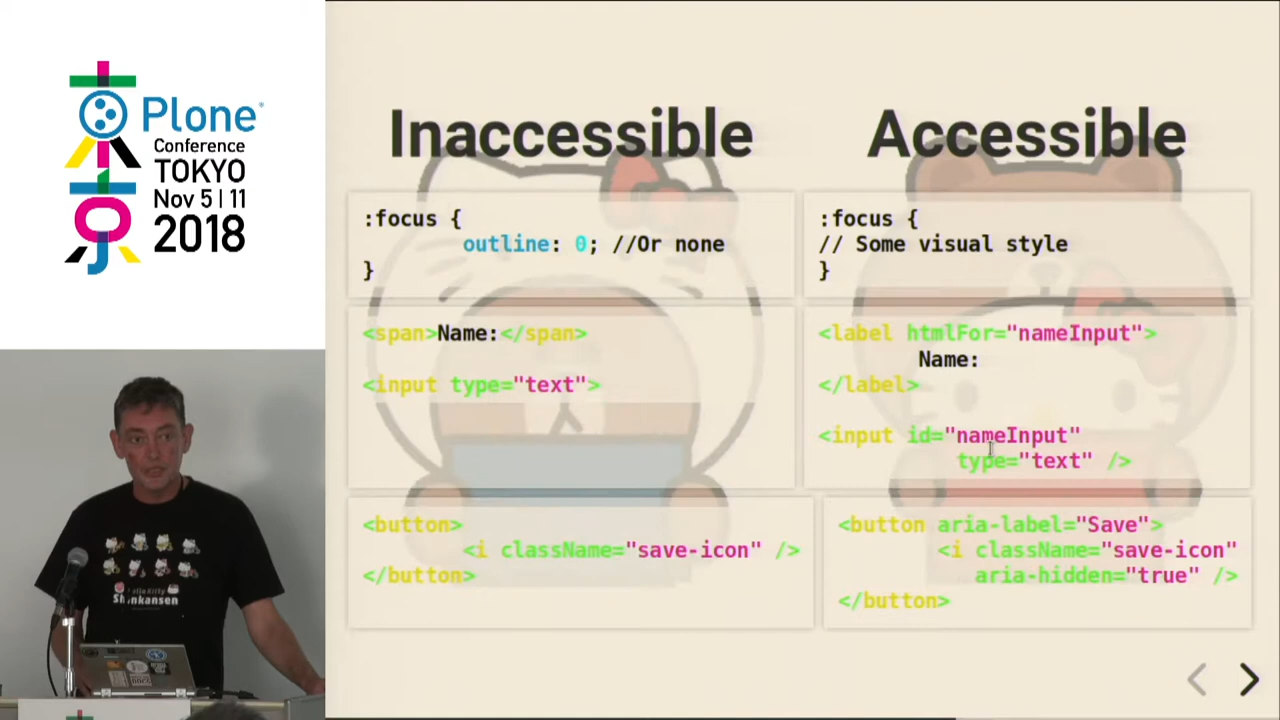 Plone®
Conference
TOKYO
Nov 5 | 11
2018
Inaccessible
Accessible
:focus {
outline: 0; //Or none
}
:focus {
// Some visual style
}
<span>Name:</span>
<input type="text">
<label htmlFor="nameInput">
Name:
</label>
<input id="nameInput"
type="text" />
<button>
<i className="save-icon" />
</button>
<button aria-label="Save">
<i className="save-icon"
aria-hidden="true" />
</button>
Shinkansen